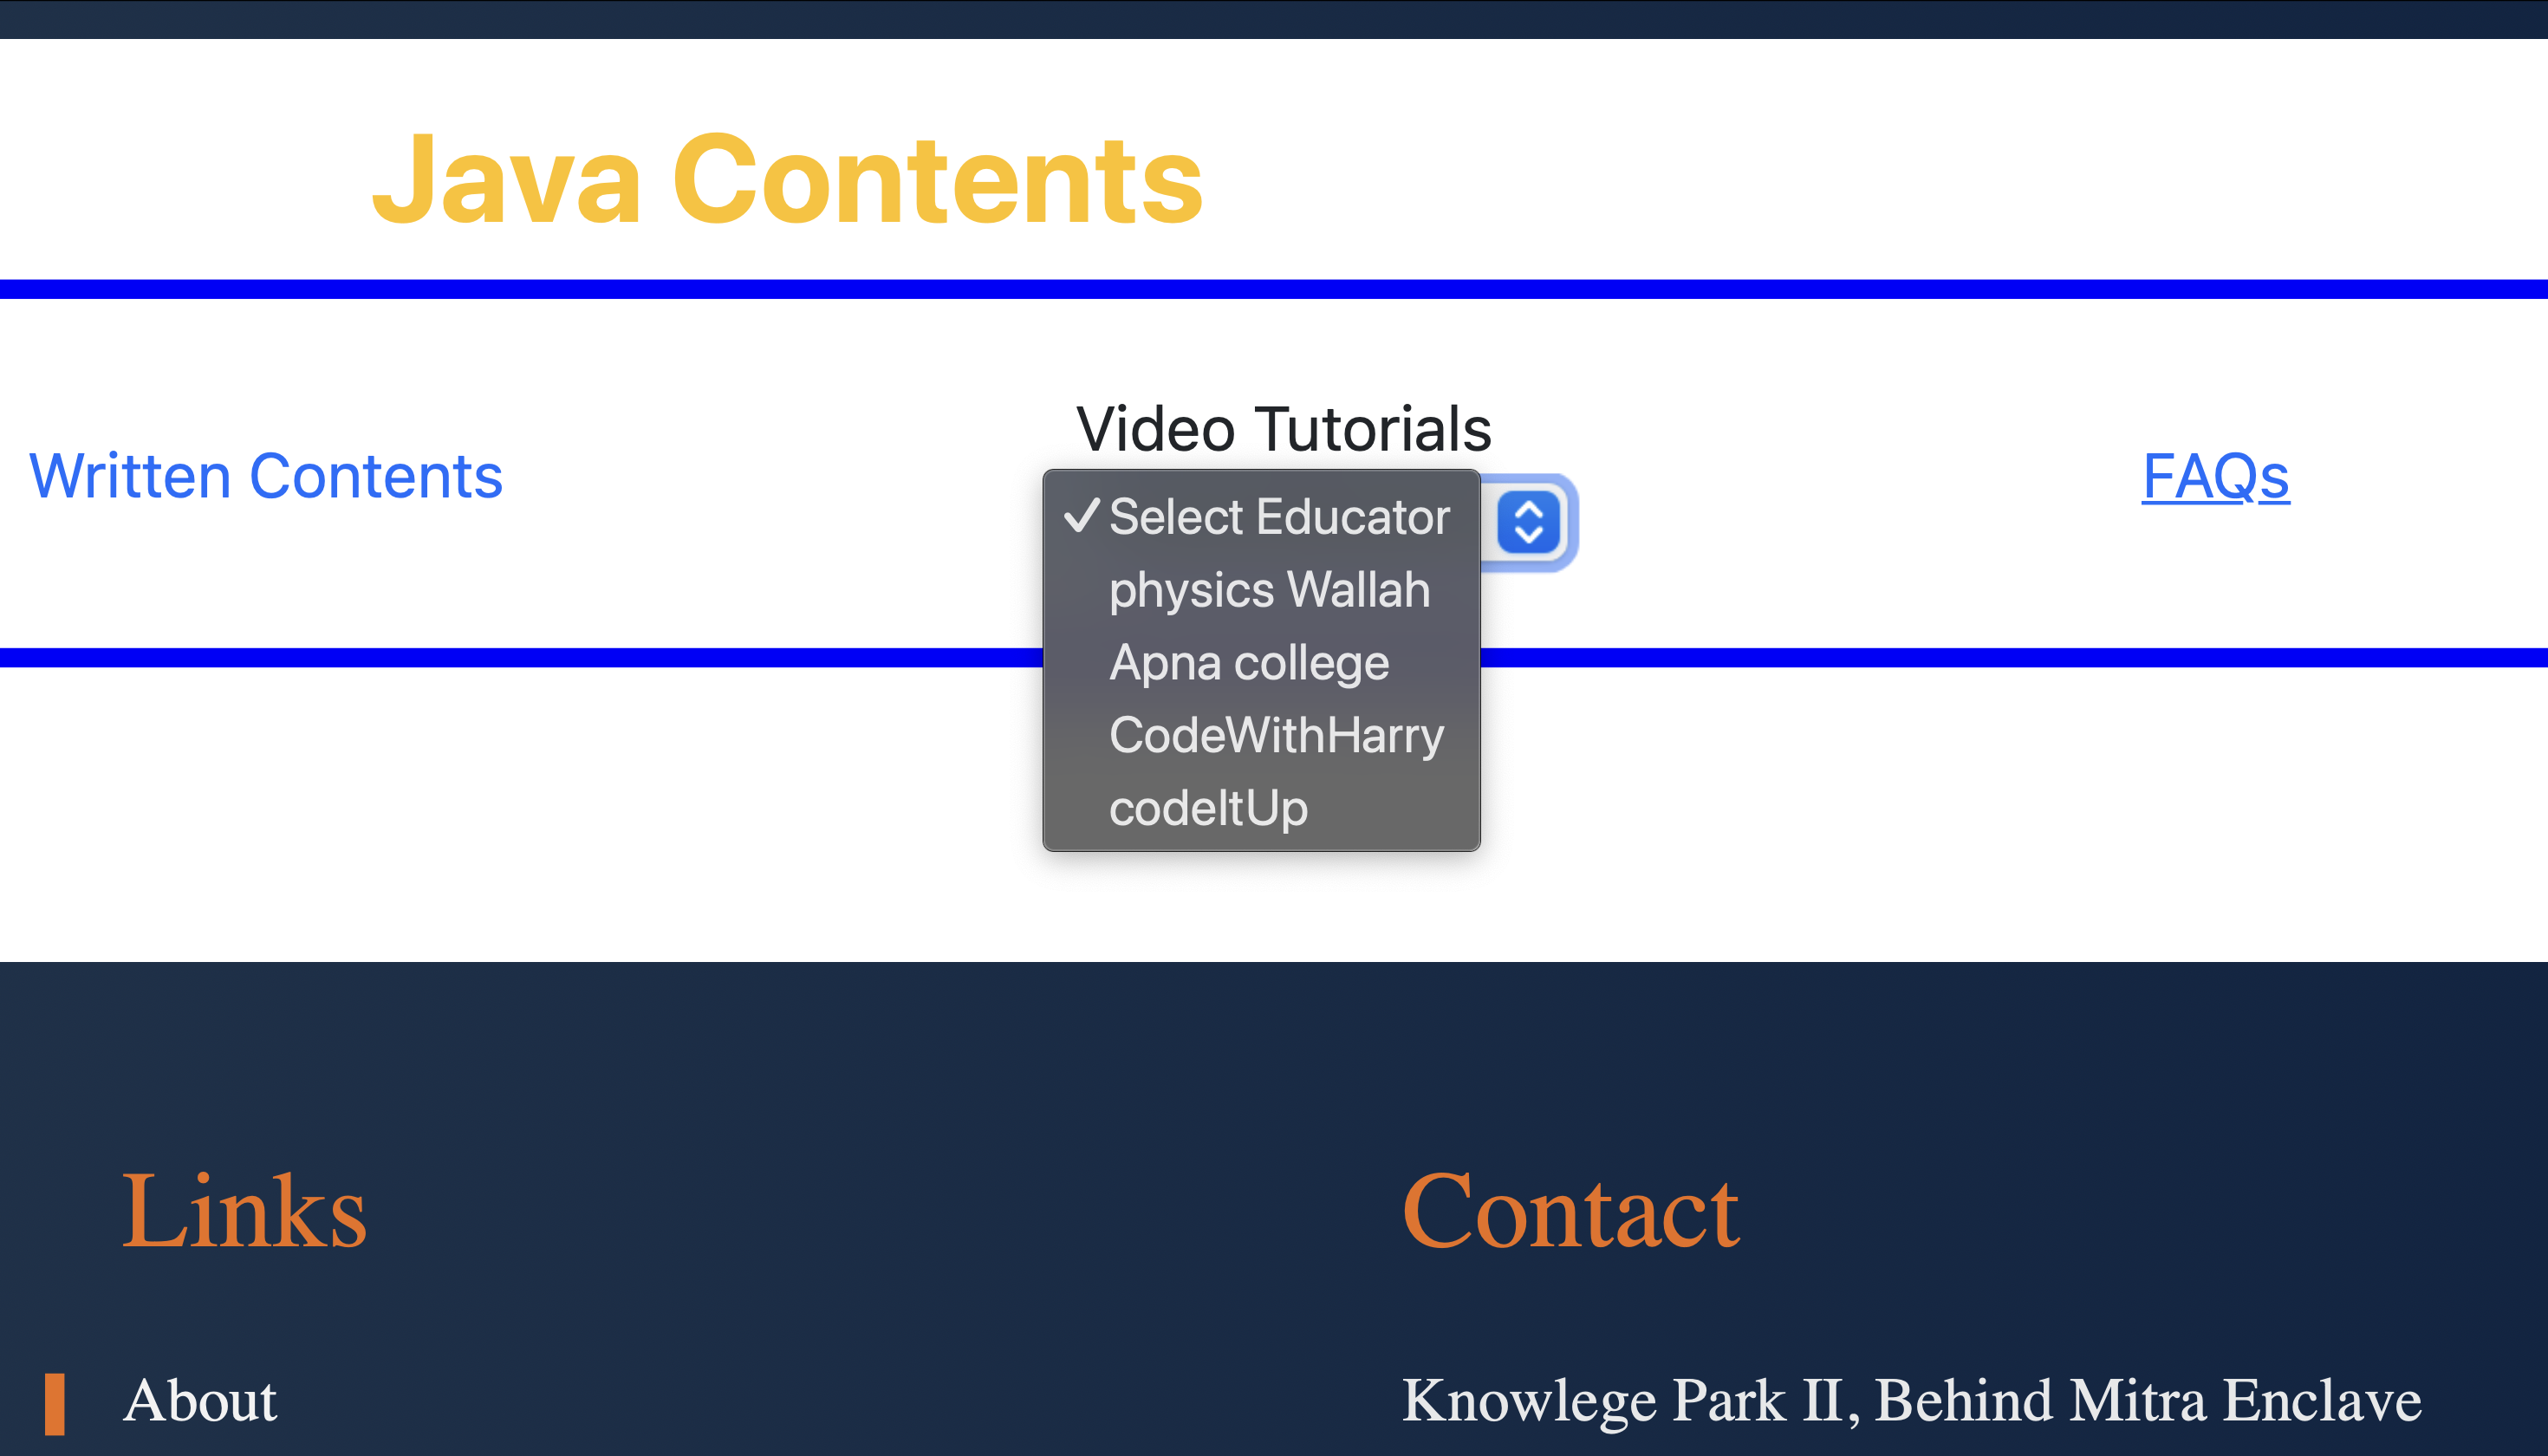 Java Contents
Written Contents
Video Tutorials
FAQs
✓ Select Educator
physics Wallah
Apna college
CodeWithHarry
codeItUp
Links
Contact
About
Knowlege Park II, Behind Mitra Enclave